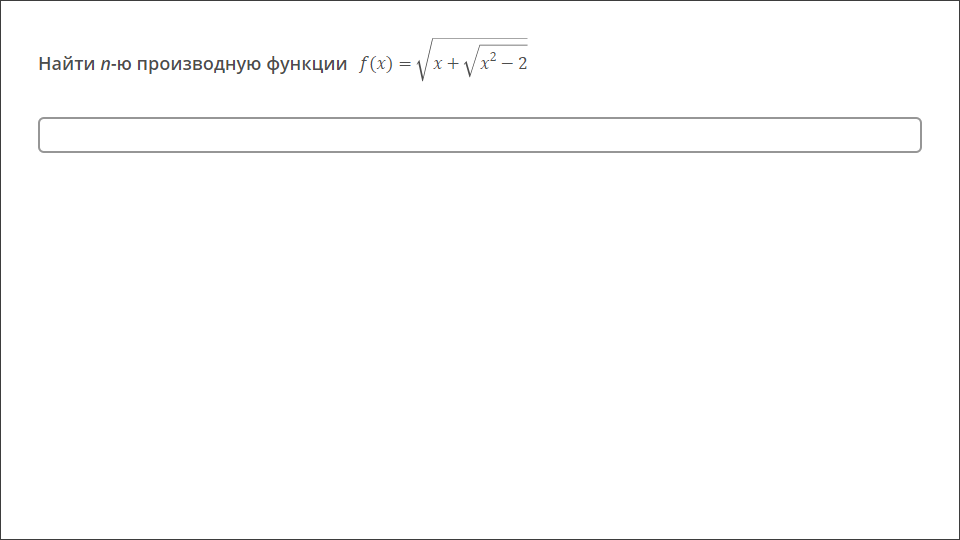 Найти n-ю производную функции f(x) = √(x + √(x² − 2))